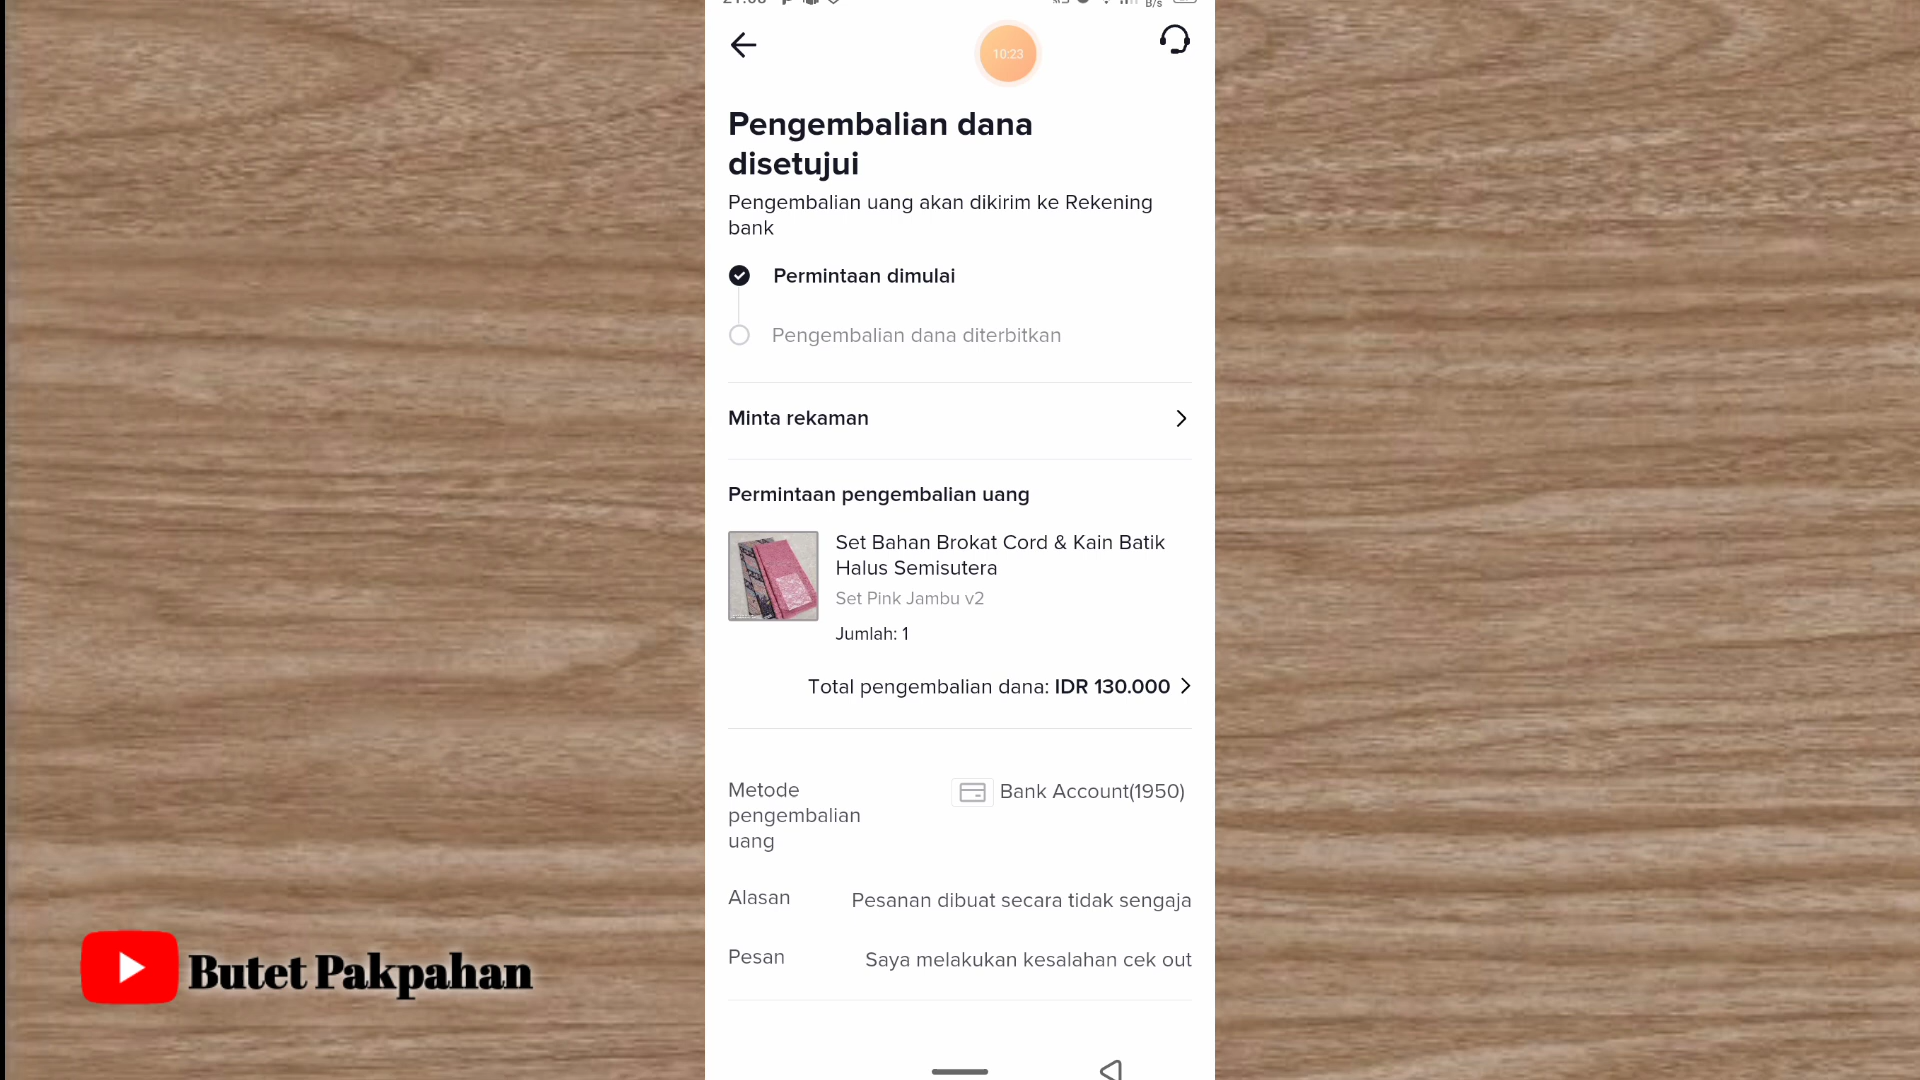 10:23
Pengembalian dana
disetujui
Pengembalian uang akan dikirim ke Rekening
bank
Permintaan dimulai
Pengembalian dana diterbitkan
Minta rekaman
Permintaan pengembalian uang
Set Bahan Brokat Cord & Kain Batik
Halus Semisutera
Set Pink Jambu v2
Jumlah: 1
Total pengembalian dana: IDR 130.000
Metode
pengembalian
uang
Bank Account(1950)
Alasan
Pesanan dibuat secara tidak sengaja
Pesan
Saya melakukan kesalahan cek out
Butet Pakpahan